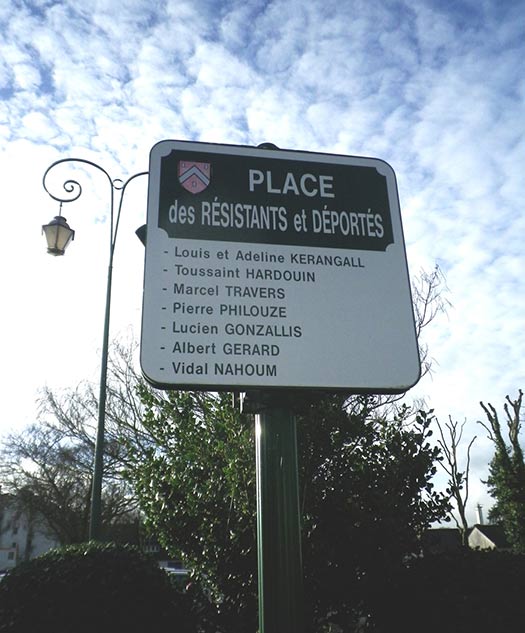 PLACE
des RÉSISTANTS et DÉPORTÉS
- Louis et Adeline KERANGALL
- Toussaint HARDOUIN
- Marcel TRAVERS
- Pierre PHILOUZE
- Lucien GONZALLIS
- Albert GERARD
- Vidal NAHOUM